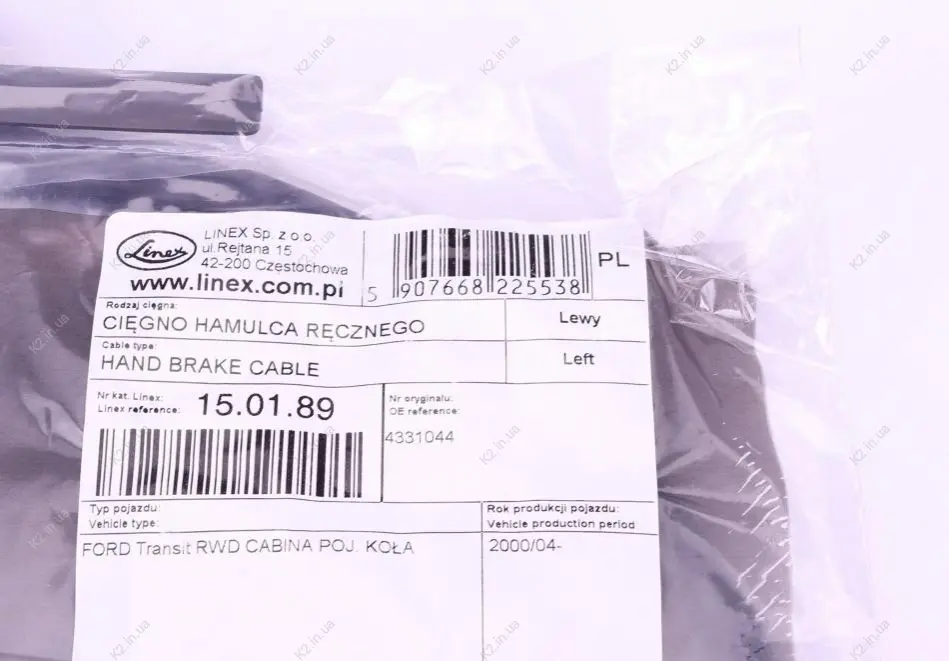 Linex
LINEX Sp. z o.o.
ul.Rejtana 15
42-200 Częstochowa
www.linex.com.pl
5 907668 225538
PL
Rodzaj cięgna:
CIĘGNO HAMULCA RĘCZNEGO
Lewy
Cable type:
HAND BRAKE CABLE
Left
Nr kat. Linex:
Linex reference:
15.01.89
Nr oryginalu:
OE reference:
4331044
Typ pojazdu:
Vehicle type:
Rok produkcji pojazdu:
Vehicle production period
FORD Transit RWD CABINA POJ. KOŁA
2000/04-
K2.in.ua